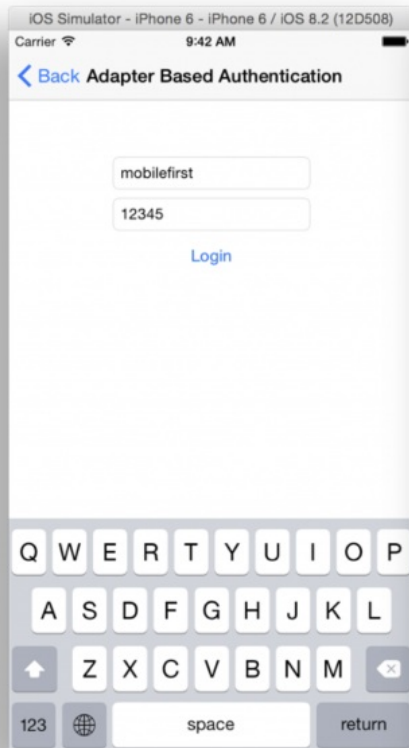 iOS Simulator - iPhone 6 - iPhone 6 / iOS 8.2 (12D508)
Carrier 9:42 AM
Back Adapter Based Authentication
mobilefirst
12345
Login
Q W E R T Y U I O P
A S D F G H J K L
Z X C V B N M
123 space return